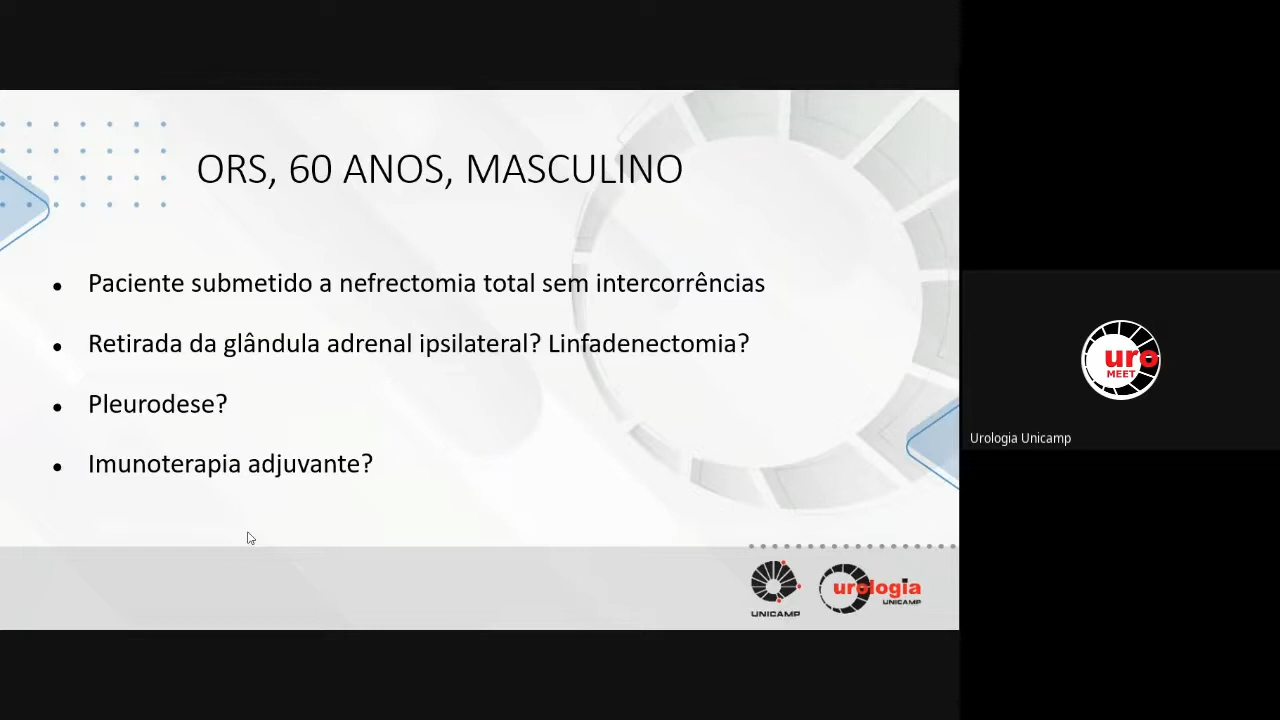 ORS, 60 ANOS, MASCULINO
Paciente submetido a nefrectomia total sem intercorrências
Retirada da glândula adrenal ipsilateral? Linfadenectomia?
Pleurodese?
Imunoterapia adjuvante?
UNICAMP
urologia
UNICAMP
uro
MEET
Urologia Unicamp